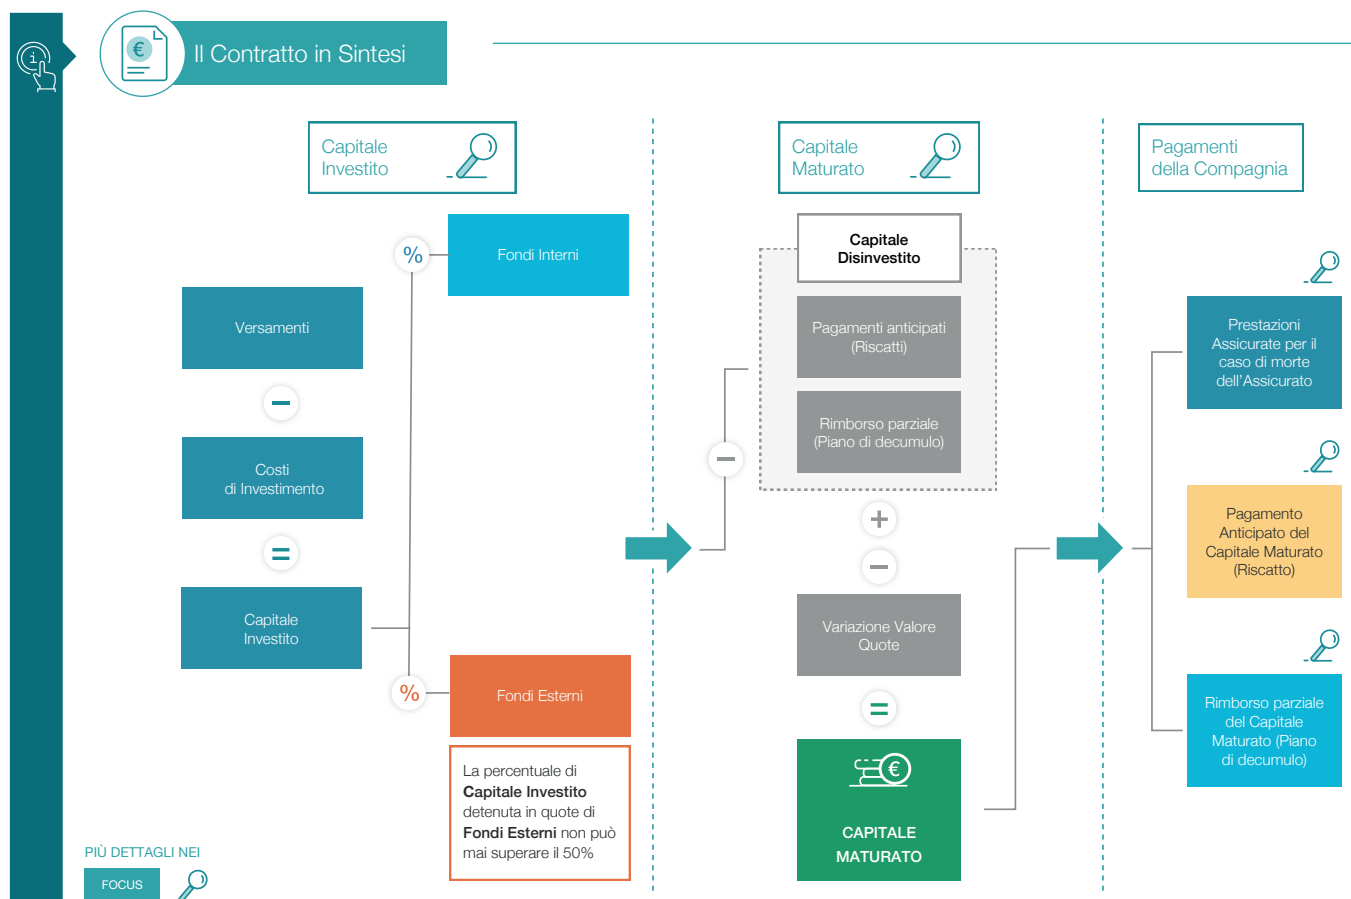 Il Contratto in Sintesi
Capitale
Investito
Versamenti
−
Costi
di Investimento
=
Capitale
Investito
%
Fondi Interni
%
Fondi Esterni
La percentuale di
Capitale Investito
detenuta in quote di
Fondi Esterni non può
mai superare il 50%
Capitale
Maturato
Capitale
Disinvestito
Pagamenti anticipati
(Riscatti)
Rimborso parziale
(Piano di decumulo)
−
+
−
Variazione Valore
Quote
=
€
CAPITALE
MATURATO
Pagamenti
della Compagnia
Prestazioni
Assicurate per il
caso di morte
dell'Assicurato
Pagamento
Anticipato del
Capitale Maturato
(Riscatto)
Rimborso parziale
del Capitale
Maturato (Piano
di decumulo)
PIÙ DETTAGLI NEI
FOCUS